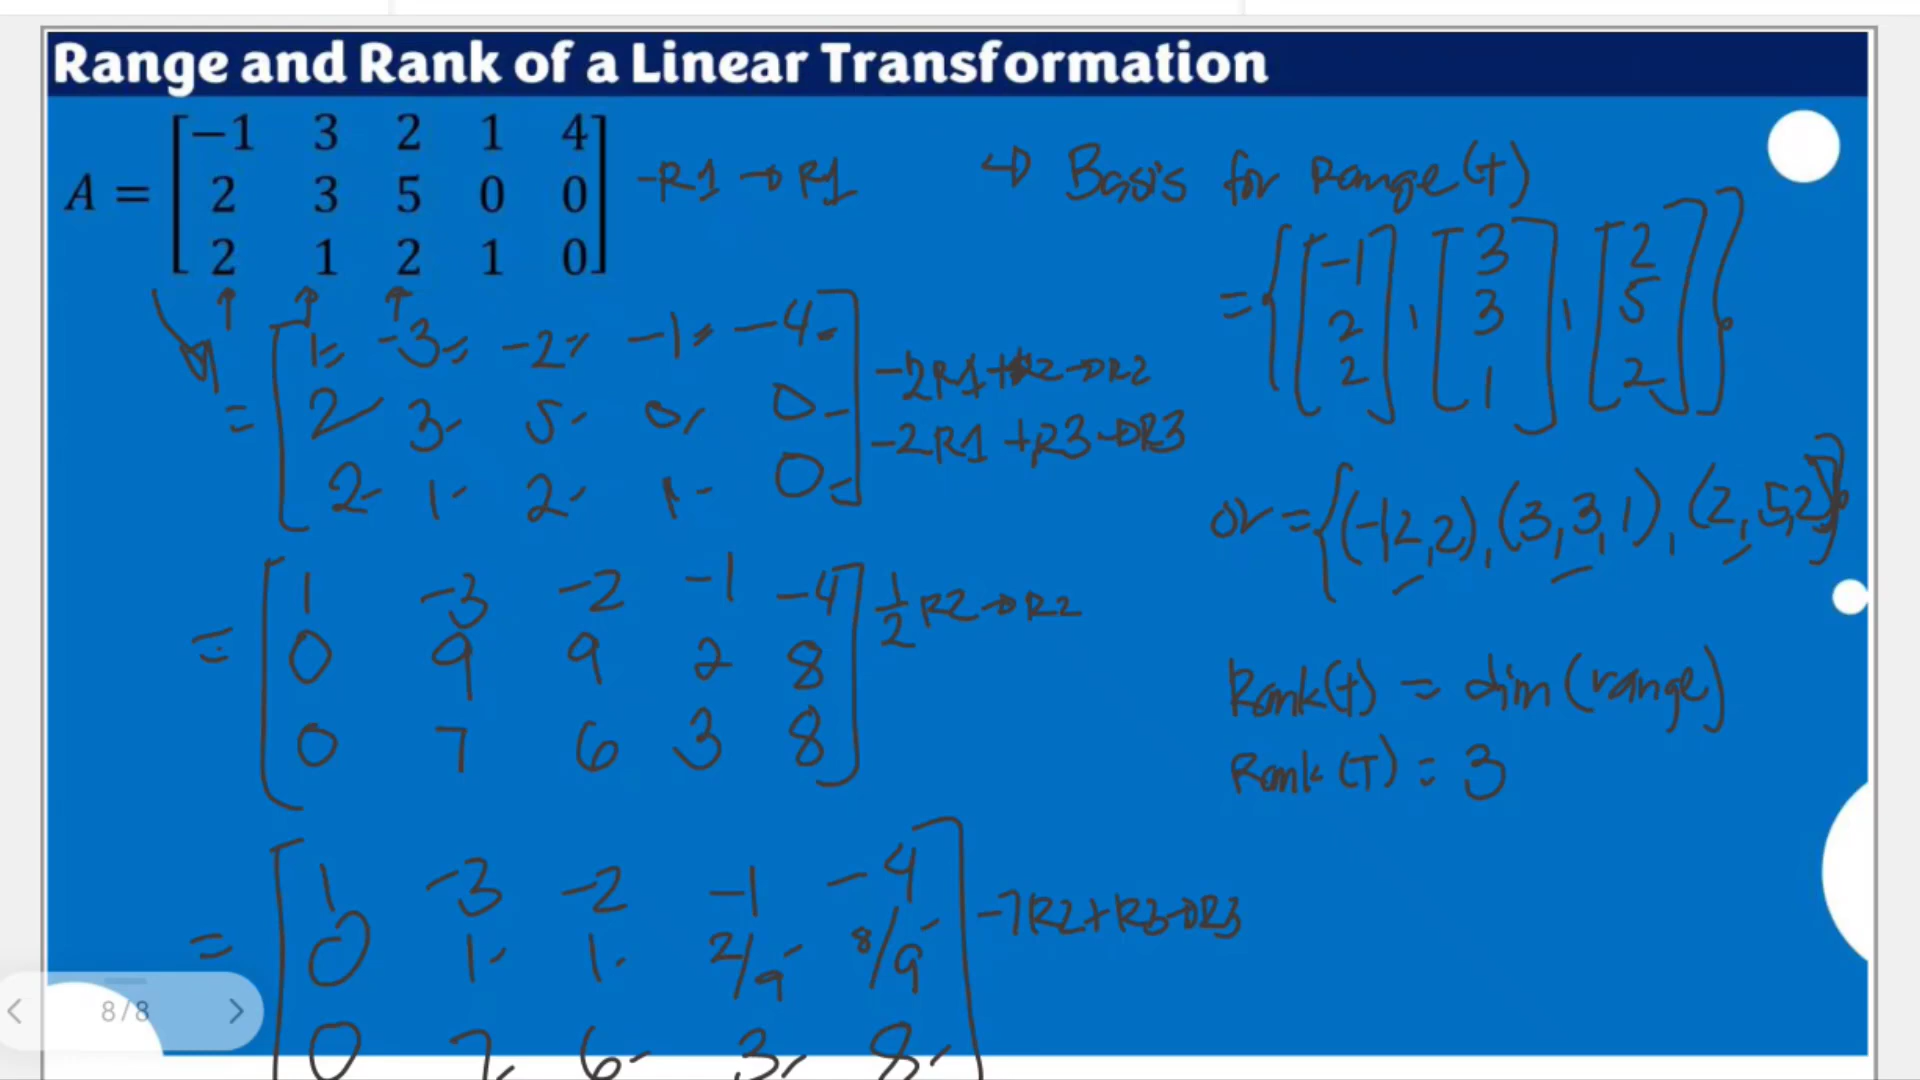 Range and Rank of a Linear Transformation
A = [−1 3 2 1 4
2 3 5 0 0
2 1 2 1 0] -R1 → R1
= [1 -3 -2 -1 -4
2 3 5 0 0
2 1 2 1 0] -2R1+R2→R2
-2R1+R3→R3
= [1 -3 -2 -1 -4
0 9 9 2 8
0 7 6 3 8] 1/2 R2→R2
= [1 -3 -2 -1 -4
0 1 1 2/9 8/9
0 7 6 3 8] -7R2+R3→R3
8/8
↪ Basis for Range(t)
= {[-1 2 2], [3 3 1], [2 5 2]}
or = {(-1,2,2), (3,3,1), (2,5,2)}
Rank(t) = dim(range)
Rank(T) = 3